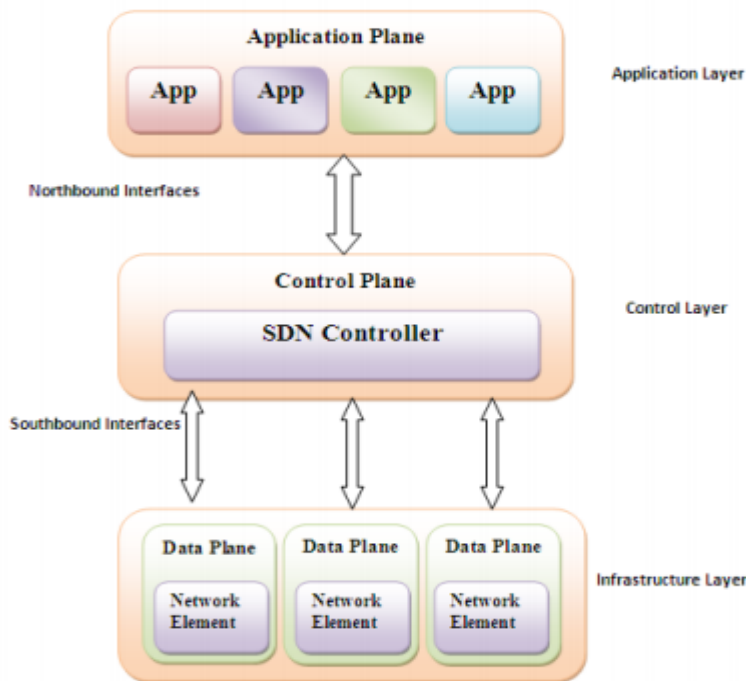 Application Plane
App App App App
Application Layer
Northbound Interfaces
Control Plane
SDN Controller
Control Layer
Southbound Interfaces
Data Plane Data Plane Data Plane
Network Network Network
Element Element Element
Infrastructure Layer